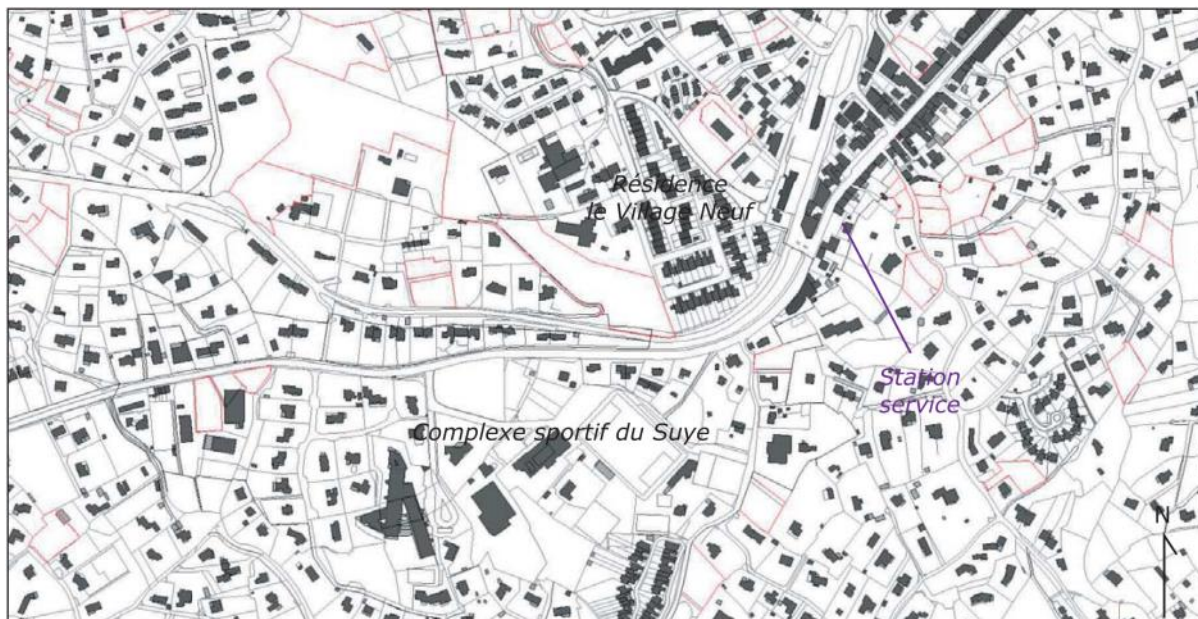 Résidence
le Village Neuf
Station
service
Complexe sportif du Suye
N